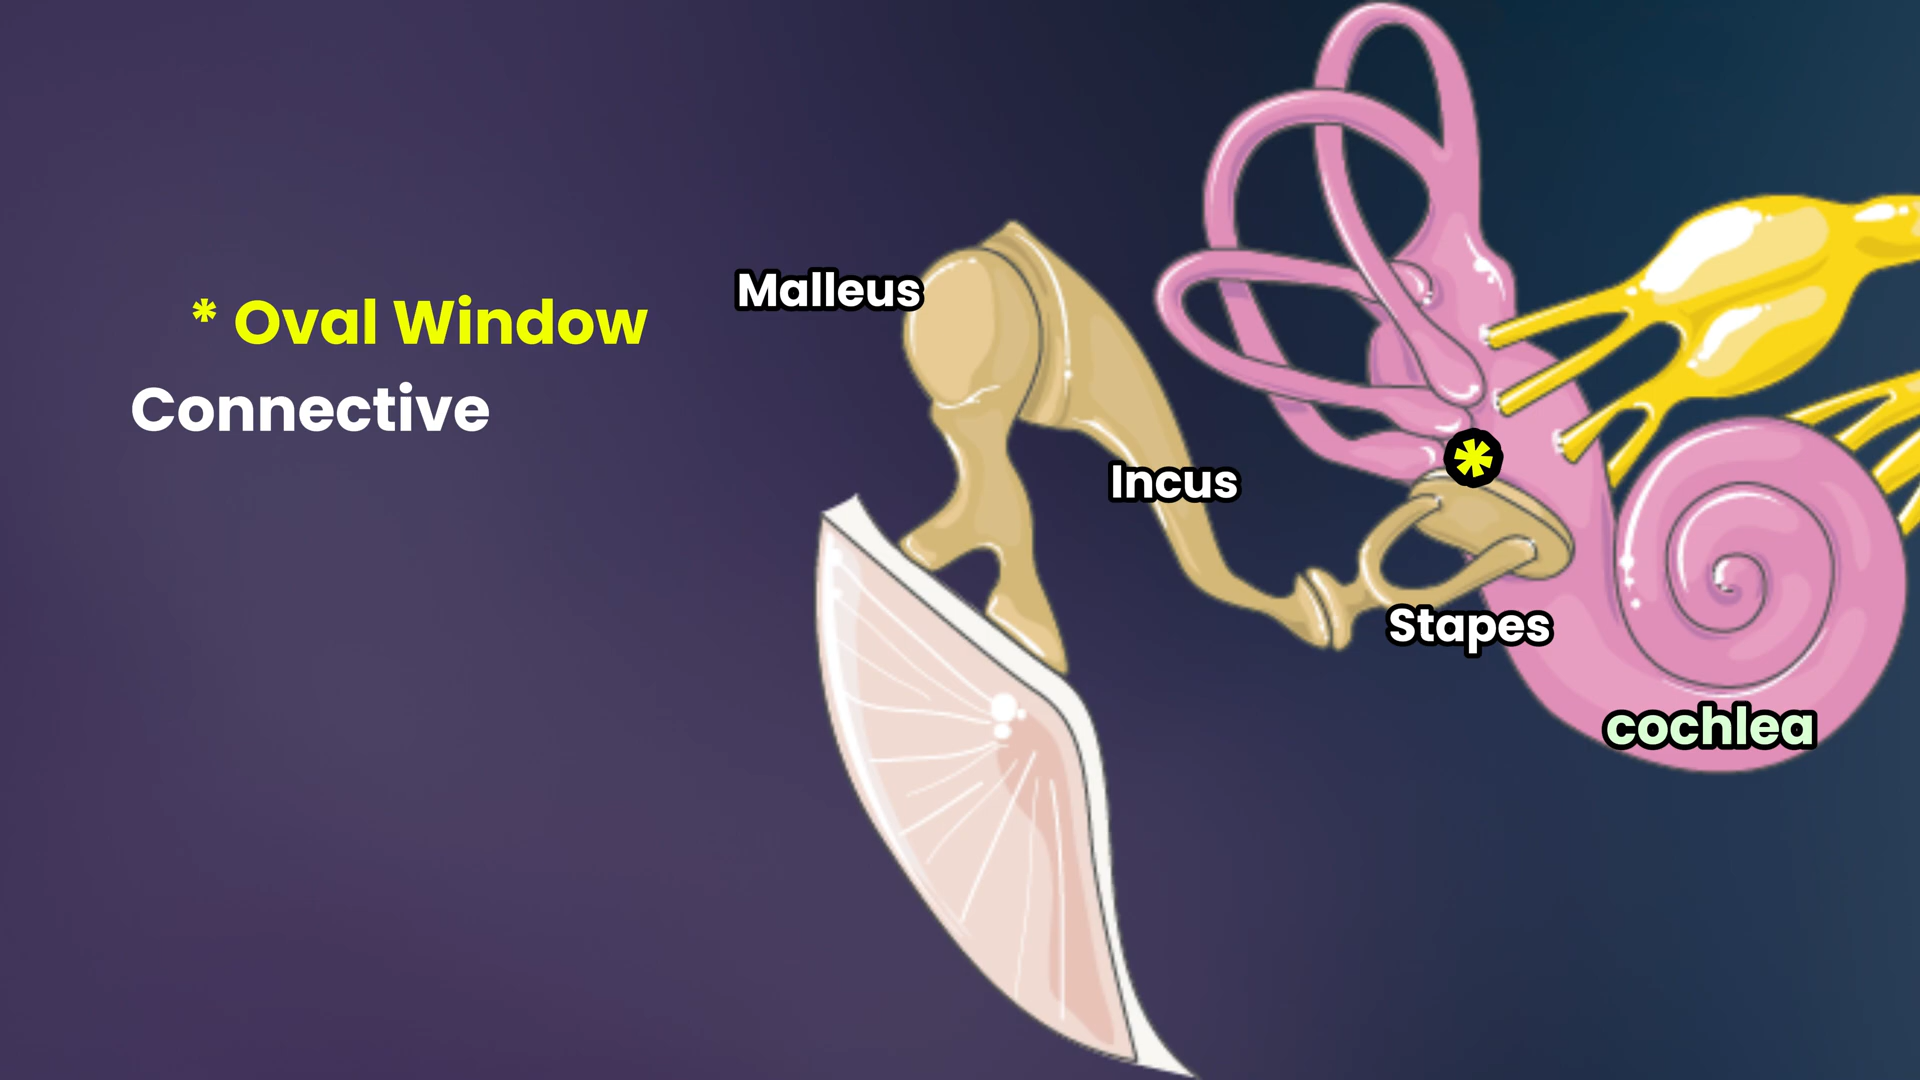 * Oval Window
Connective
Malleus
Incus
*
Stapes
cochlea